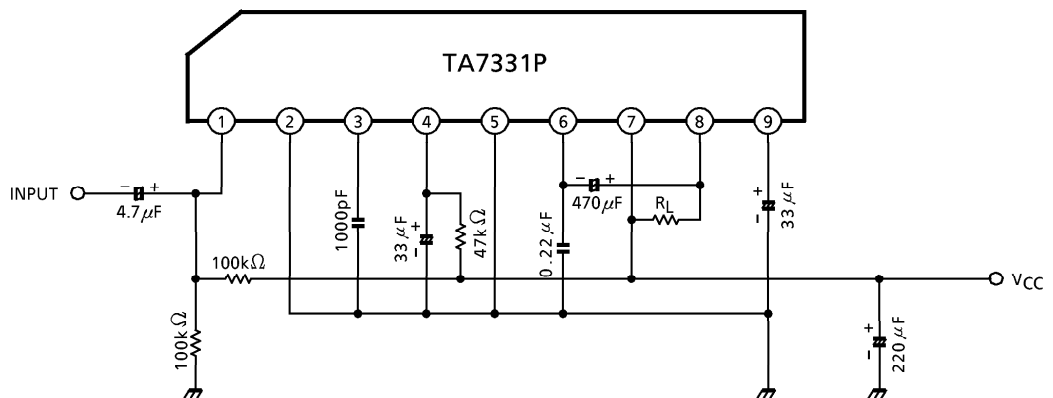 TA7331P
1 2 3 4 5 6 7 8 9
INPUT
- +
4.7μF
1000pF
33μF
+
-
47kΩ
- +
470μF
RL
0.22μF
+
-
33μF
100kΩ
VCC
100kΩ
+
-
220μF